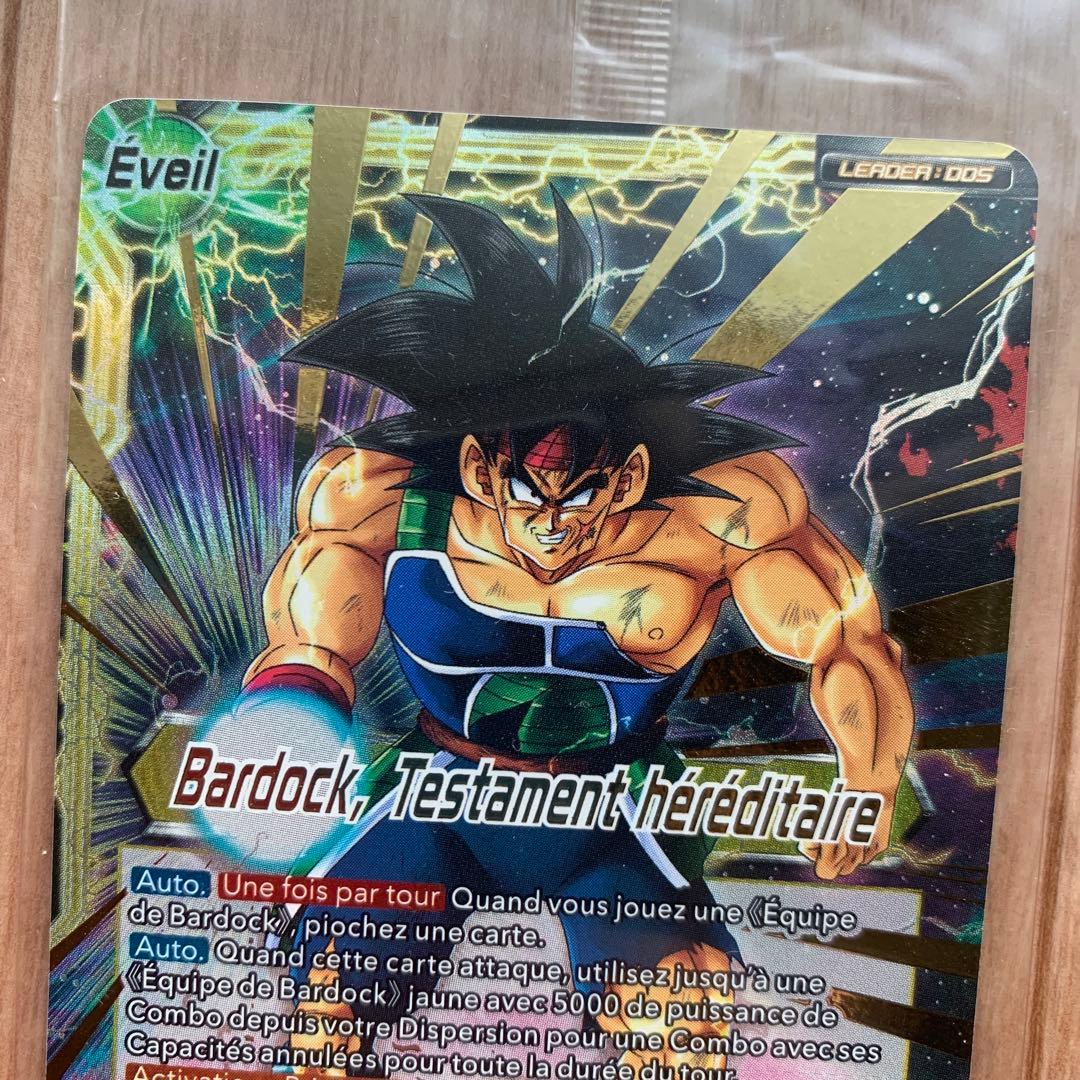 Éveil
LEADER : DDS
Bardock, Testament héréditaire
Auto. Une fois par tour Quand vous jouez une《Équipe
de Bardock》, piochez une carte.
Auto. Quand cette carte attaque, utilisez jusqu'à une
《Équipe de Bardock》jaune avec 5000 de puissance de
Combo depuis votre Dispersion pour une Combo avec ses
Capacités annulées pour toute la durée du tour.